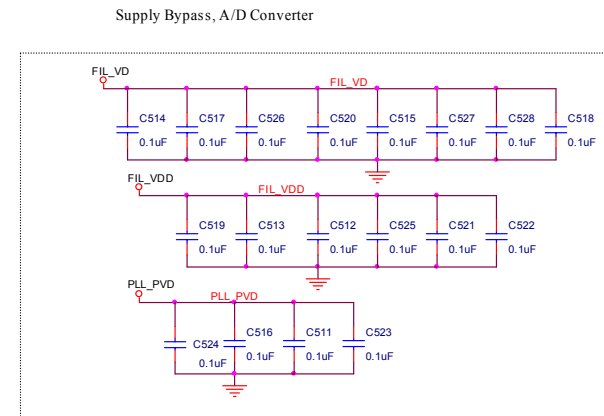 Supply Bypass, A/D Converter
FIL_VD
FIL_VD
C514 C517 C526 C520 C515 C527 C528 C518
0.1uF 0.1uF 0.1uF 0.1uF 0.1uF 0.1uF 0.1uF 0.1uF
FIL_VDD
FIL_VDD
C519 C513 C512 C525 C521 C522
0.1uF 0.1uF 0.1uF 0.1uF 0.1uF 0.1uF
PLL_PVD
PLL_PVD
C524 C516 C511 C523
0.1uF 0.1uF 0.1uF 0.1uF